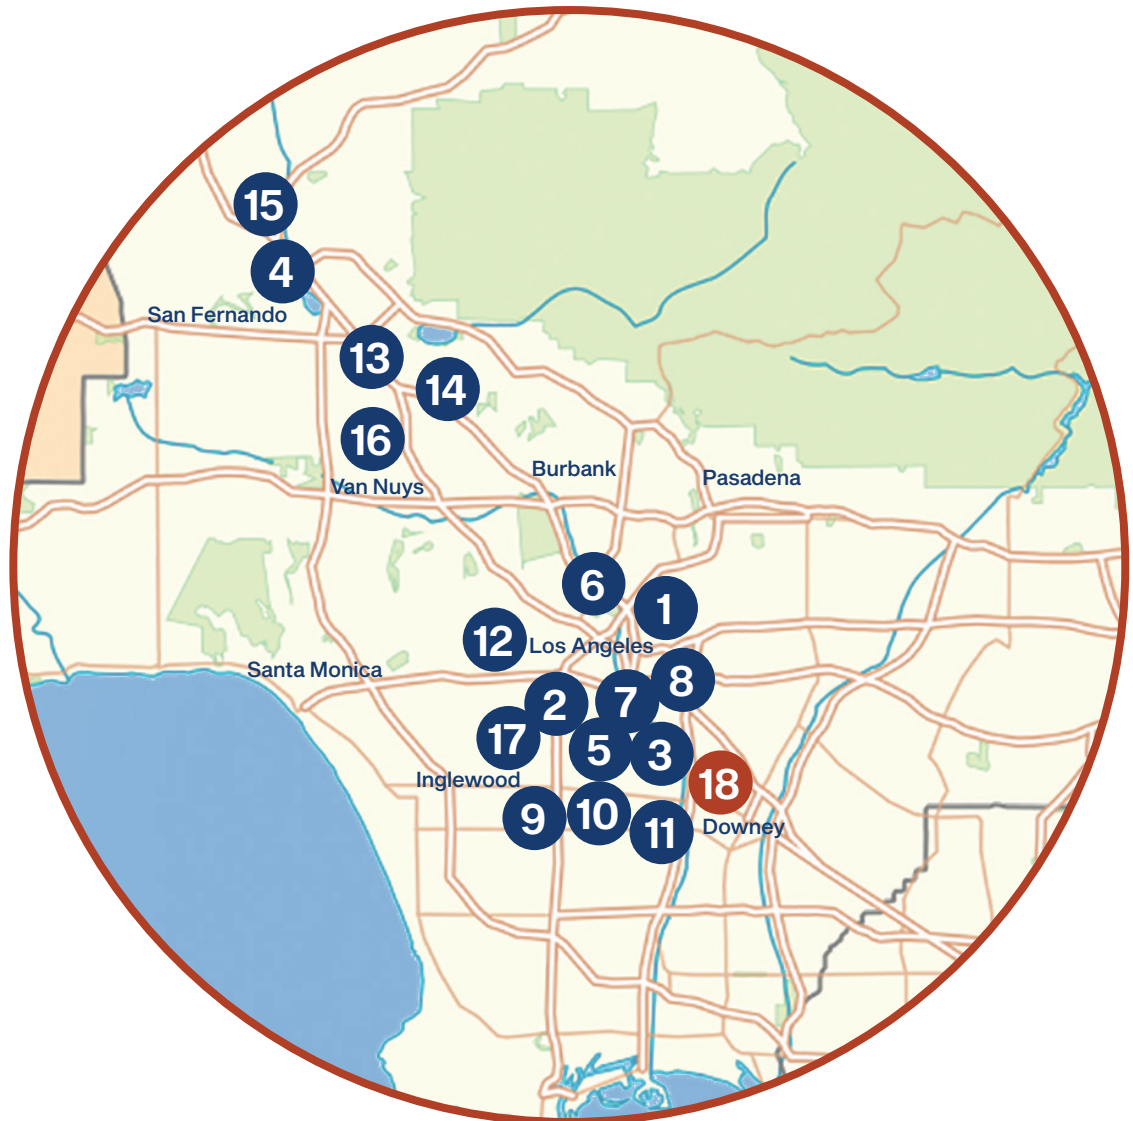 15
4
San Fernando
13
14
16
Van Nuys
Burbank
Pasadena
6
1
12
Los Angeles
Santa Monica
8
2
7
17
5
3
Inglewood
18
9
10
11
Downey